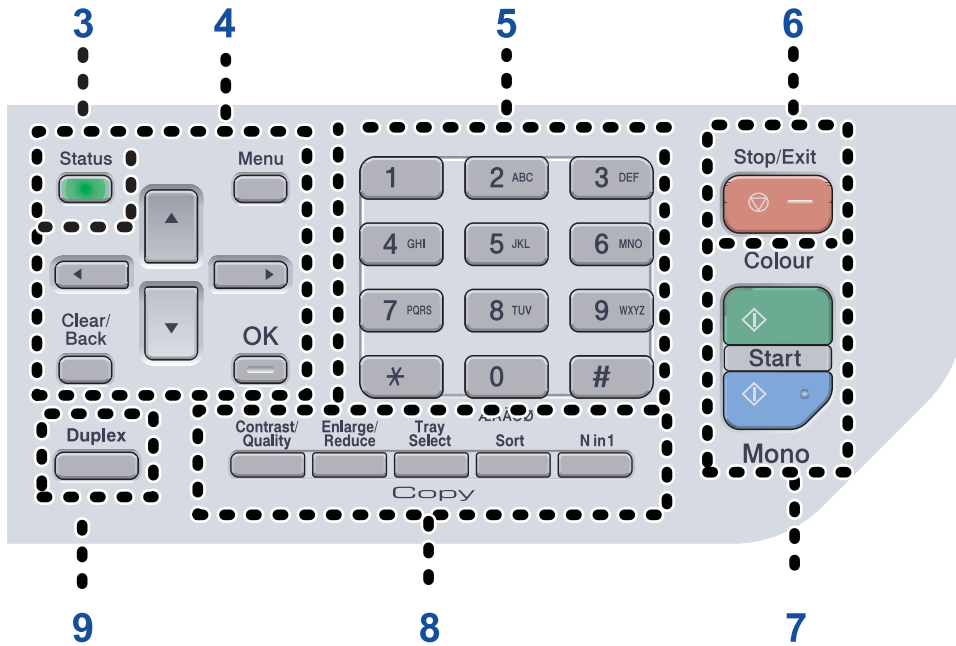 3 4 5 6
Status Menu
1 2 ABC 3 DEF
Stop/Exit
4 GHI 5 JKL 6 MNO
Colour
Clear/
Back
OK
7 PQRS 8 TUV 9 WXYZ
Start
* 0 #
Duplex
Contrast/
Quality
Enlarge/
Reduce
Tray
Select
Sort
N in 1
Copy
Mono
9 8 7